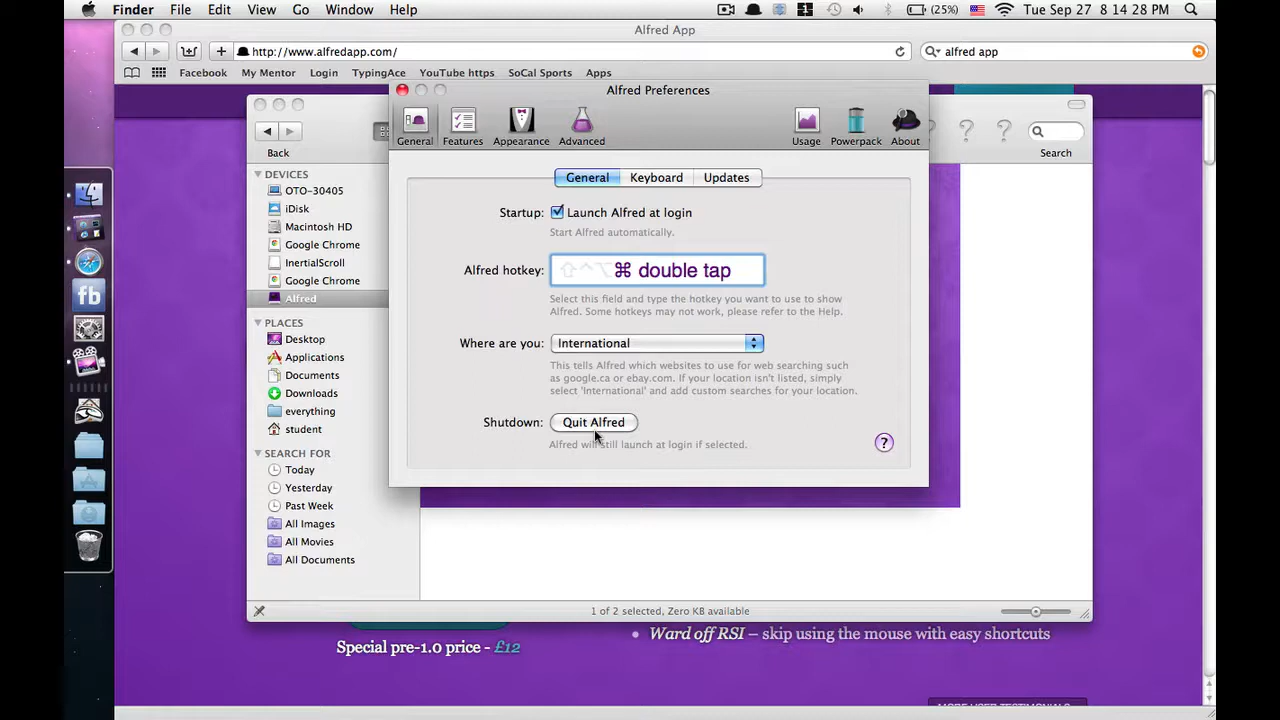 Finder File Edit View Go Window Help (25%) Tue Sep 27 8:14:28 PM
Alfred App
http://www.alfredapp.com/ alfred app
Facebook My Mentor Login TypingAce YouTube https SoCal Sports Apps
Alfred Preferences
General Features Appearance Advanced Usage Powerpack About
Back Search
General Keyboard Updates
DEVICES
OTO-30405
iDisk
Macintosh HD
Google Chrome
InertialScroll
Google Chrome
Alfred
PLACES
Desktop
Applications
Documents
Downloads
everything
student
SEARCH FOR
Today
Yesterday
Past Week
All Images
All Movies
All Documents
Startup: Launch Alfred at login
Start Alfred automatically.
Alfred hotkey: ⇧⌃⌥⌘ double tap
Select this field and type the hotkey you want to use to show
Alfred. Some hotkeys may not work, please refer to the Help.
Where are you: International
This tells Alfred which websites to use for web searching such
as google.ca or ebay.com. If your location isn't listed, simply
select 'International' and add custom searches for your location.
Shutdown: Quit Alfred
Alfred will still launch at login if selected.
?
1 of 2 selected, Zero KB available
Special pre-1.0 price - £12
• Ward off RSI – skip using the mouse with easy shortcuts
MORE USER TESTIMONIALS
fb